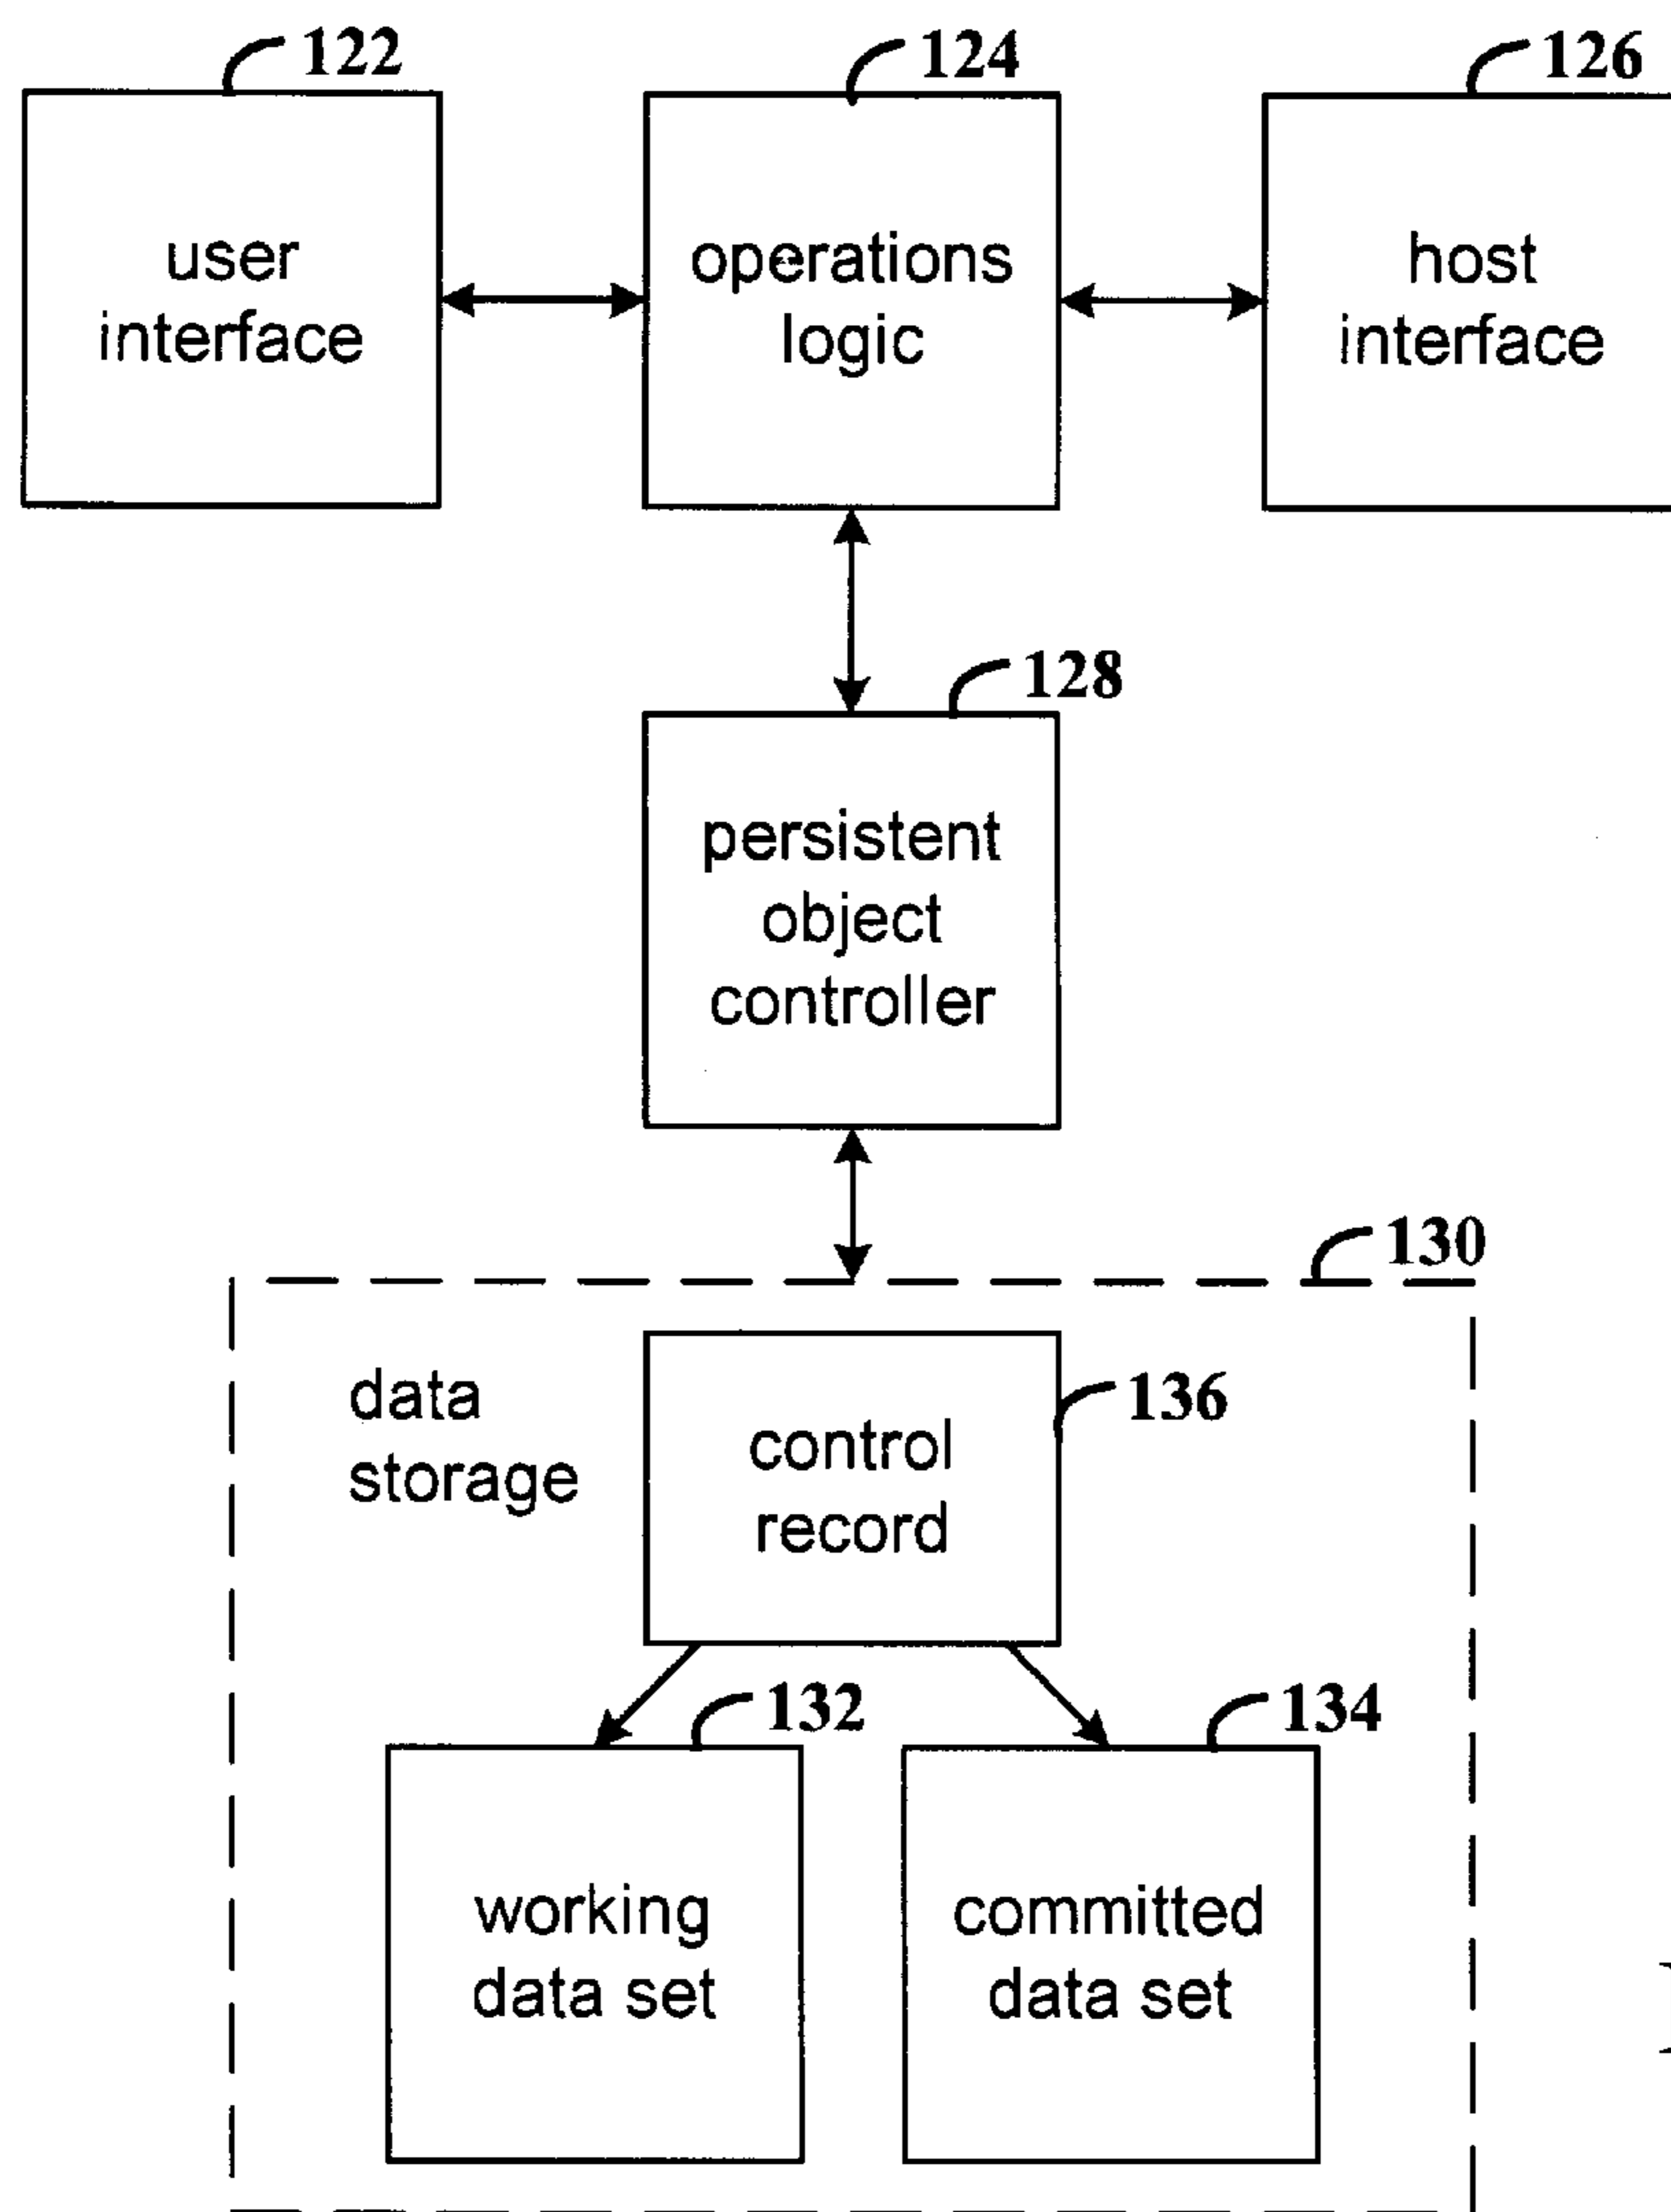 122
124
126
user
interface
operations
logic
host
interface
128
persistent
object
controller
130
data
storage
136
control
record
132
134
working
data set
committed
data set